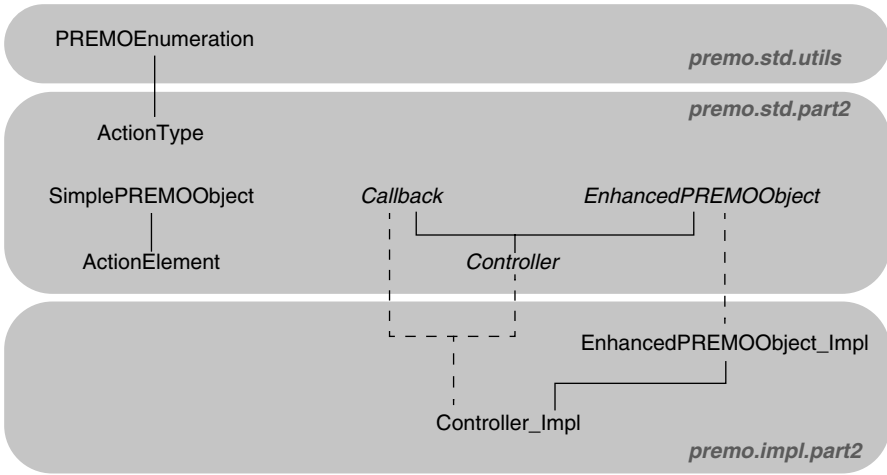 PREMOEnumeration
premo.std.utils
premo.std.part2
ActionType
SimplePREMOObject
Callback
EnhancedPREMOObject
ActionElement
Controller
EnhancedPREMOObject_Impl
Controller_Impl
premo.impl.part2